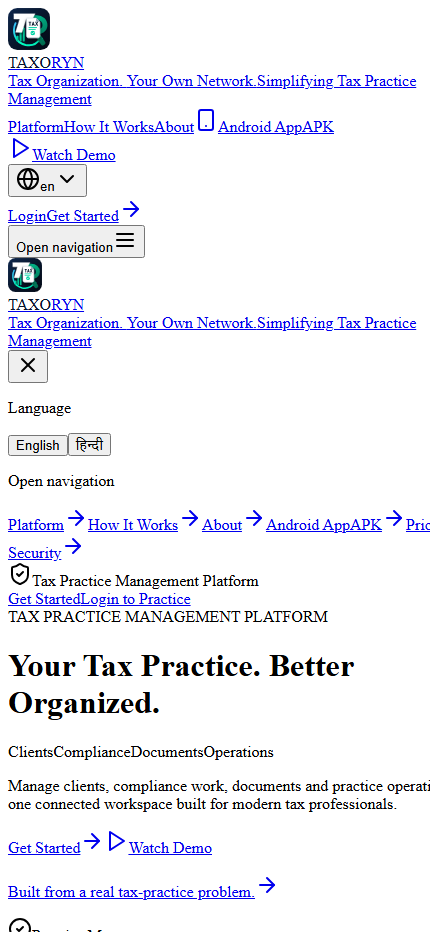 TAXORYN
Tax Organization. Your Own Network.Simplifying Tax Practice
Management
PlatformHow It WorksAbout Android AppAPK
Watch Demo
en
LoginGet Started
Open navigation
TAXORYN
Tax Organization. Your Own Network.Simplifying Tax Practice
Management
Language
English हिन्दी
Open navigation
Platform How It Works About Android AppAPK
Security
Tax Practice Management Platform
Get StartedLogin to Practice
TAX PRACTICE MANAGEMENT PLATFORM
Your Tax Practice. Better
Organized.
ClientsComplianceDocumentsOperations
Manage clients, compliance work, documents and practice
one connected workspace built for modern tax professionals.
Get Started Watch Demo
Built from a real tax-practice problem.